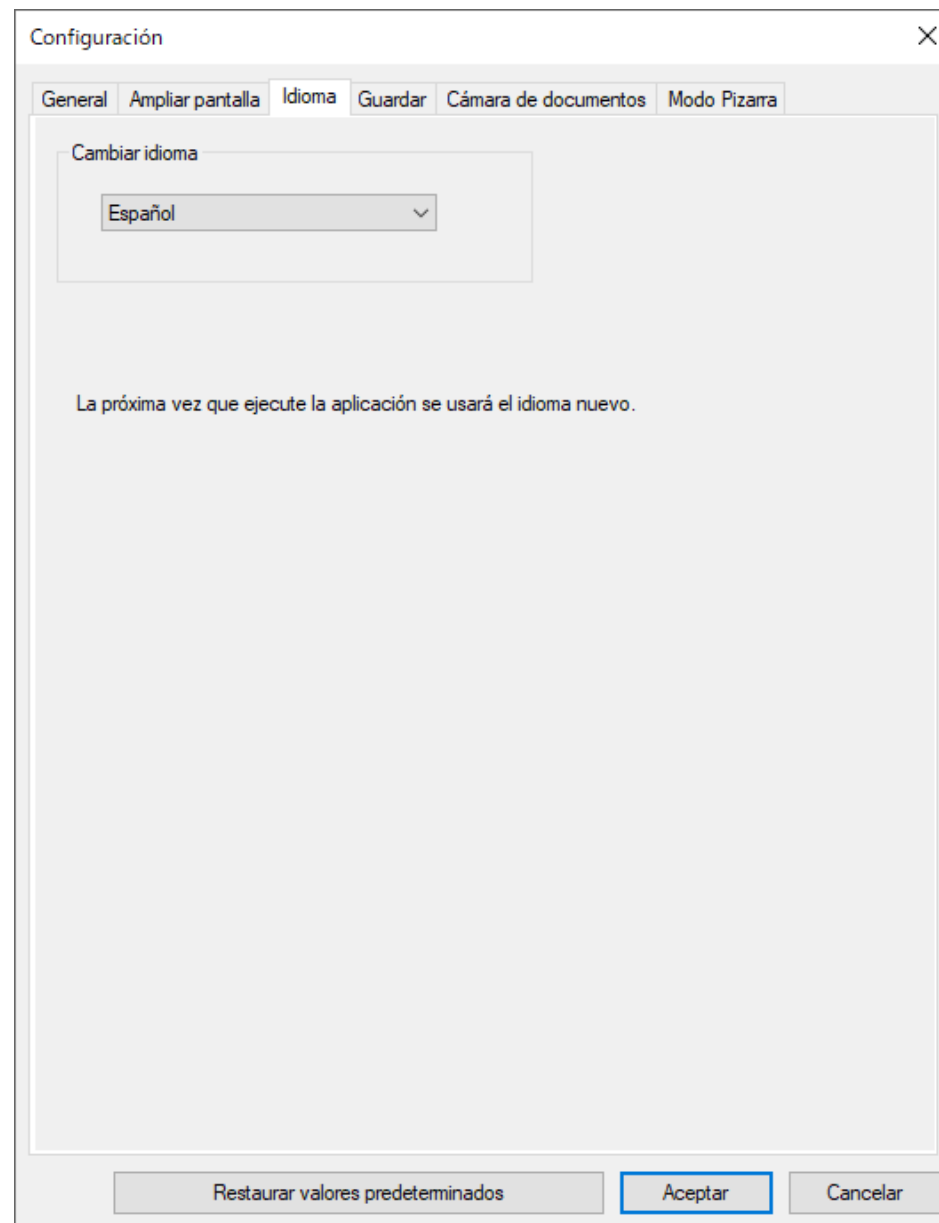 Configuración
General Ampliar pantalla Idioma Guardar Cámara de documentos Modo Pizarra
Cambiar idioma
Español
La próxima vez que ejecute la aplicación se usará el idioma nuevo.
Restaurar valores predeterminados Aceptar Cancelar